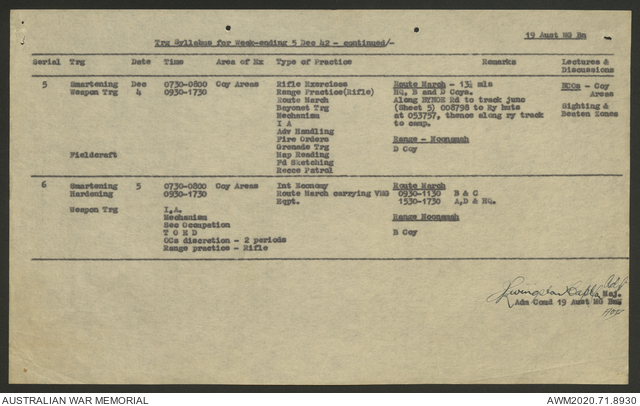 19 Aust MG Bn
Trg Syllabus for Week-ending 5 Dec 42 - continued/-
Serial Trg Date Time Area of Ex Type of Practice Remarks Lectures & Discussions
5 Smartening Dec 0730-0800 Coy Areas Rifle Exercises Route March - 13½ mls NCOs - Coy
Weapon Trg 4 0930-1730 Range Practice(Rifle) HQ, B and D Coys. Areas
Route March Along BYNOE Rd to track junc
Bayonet Trg (Sheet 5) 008798 to Ry huts Sighting &
Mechanism at 053757, thence along ry track Beaten Zones
I A to camp.
Adv Handling
Fire Orders Range - Noonamah
Grenade Trg D Coy
Fieldcraft Map Reading
Fd Sketching
Recce Patrol
6 Smartening 5 0730-0800 Coy Areas Int Economy Route March
Hardening 0930-1730 Route March carrying VMG 0930-1130 B & C
Eqpt. 1530-1730 A,D & HQ.
Weapon Trg I.A.
Mechanism Range Noonamah
Sec Occupation
T O E D B Coy
OCs discretion - 2 periods
Range practice - Rifle
Maj.
Adm Comd 19 Aust MG Bn
AUSTRALIAN WAR MEMORIAL AWM2020.71.8930